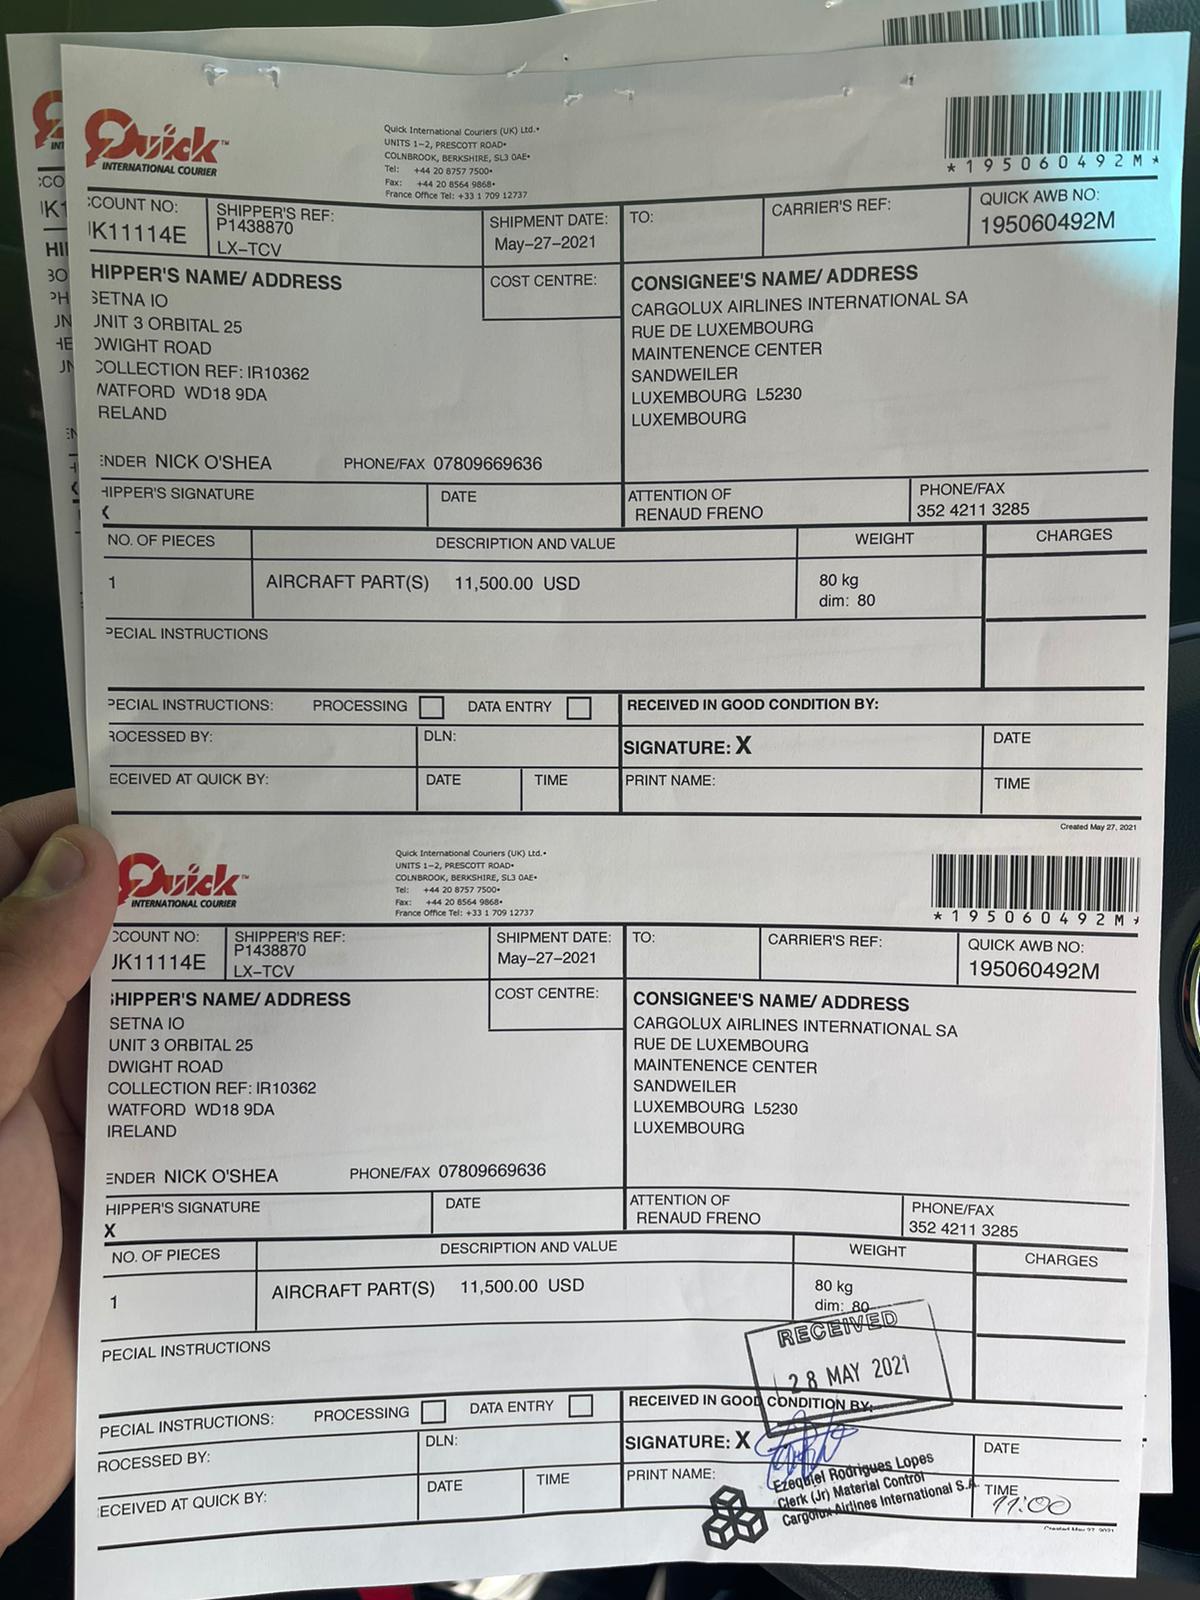 Quick™
INTERNATIONAL COURIER
Quick International Couriers (UK) Ltd.•
UNITS 1-2, PRESCOTT ROAD•
COLNBROOK, BERKSHIRE, SL3 0AE•
Tel: +44 20 8757 7500•
Fax: +44 20 8564 9868•
France Office Tel: +33 1 709 12737
*195060492M*
:COUNT NO:
SHIPPER'S REF:
P1438870
LX-TCV
SHIPMENT DATE:
May-27-2021
TO:
CARRIER'S REF:
QUICK AWB NO:
195060492M
IK11114E
HIPPER'S NAME/ ADDRESS
COST CENTRE:
CONSIGNEE'S NAME/ ADDRESS
SETNA IO
UNIT 3 ORBITAL 25
DWIGHT ROAD
COLLECTION REF: IR10362
WATFORD WD18 9DA
RELAND
CARGOLUX AIRLINES INTERNATIONAL SA
RUE DE LUXEMBOURG
MAINTENENCE CENTER
SANDWEILER
LUXEMBOURG L5230
LUXEMBOURG
ENDER NICK O'SHEA PHONE/FAX 07809669636
HIPPER'S SIGNATURE
DATE
ATTENTION OF
RENAUD FRENO
PHONE/FAX
352 4211 3285
NO. OF PIECES
DESCRIPTION AND VALUE
WEIGHT
CHARGES
1
AIRCRAFT PART(S) 11,500.00 USD
80 kg
dim: 80
PECIAL INSTRUCTIONS
PECIAL INSTRUCTIONS: PROCESSING DATA ENTRY
RECEIVED IN GOOD CONDITION BY:
ROCESSED BY:
DLN:
SIGNATURE: X
DATE
ECEIVED AT QUICK BY:
DATE
TIME
PRINT NAME:
TIME
Created May 27, 2021
Quick™
INTERNATIONAL COURIER
Quick International Couriers (UK) Ltd.•
UNITS 1-2, PRESCOTT ROAD•
COLNBROOK, BERKSHIRE, SL3 0AE•
Tel: +44 20 8757 7500•
Fax: +44 20 8564 9868•
France Office Tel: +33 1 709 12737
*195060492M*
CCOUNT NO:
SHIPPER'S REF:
P1438870
LX-TCV
SHIPMENT DATE:
May-27-2021
TO:
CARRIER'S REF:
QUICK AWB NO:
195060492M
JK11114E
SHIPPER'S NAME/ ADDRESS
COST CENTRE:
CONSIGNEE'S NAME/ ADDRESS
SETNA IO
UNIT 3 ORBITAL 25
DWIGHT ROAD
COLLECTION REF: IR10362
WATFORD WD18 9DA
IRELAND
CARGOLUX AIRLINES INTERNATIONAL SA
RUE DE LUXEMBOURG
MAINTENENCE CENTER
SANDWEILER
LUXEMBOURG L5230
LUXEMBOURG
ENDER NICK O'SHEA PHONE/FAX 07809669636
HIPPER'S SIGNATURE
X
DATE
ATTENTION OF
RENAUD FRENO
PHONE/FAX
352 4211 3285
NO. OF PIECES
DESCRIPTION AND VALUE
WEIGHT
CHARGES
1
AIRCRAFT PART(S) 11,500.00 USD
80 kg
dim: 80
RECEIVED
28 MAY 2021
PECIAL INSTRUCTIONS
PECIAL INSTRUCTIONS: PROCESSING DATA ENTRY
RECEIVED IN GOOD CONDITION BY:
ROCESSED BY:
DLN:
SIGNATURE: X
DATE
ECEIVED AT QUICK BY:
DATE
TIME
PRINT NAME:
Ezequiel Rodrigues Lopes
Clerk (Jr) Material Control
Cargolux Airlines International S.A.
TIME
11:00
Created May 27, 2021